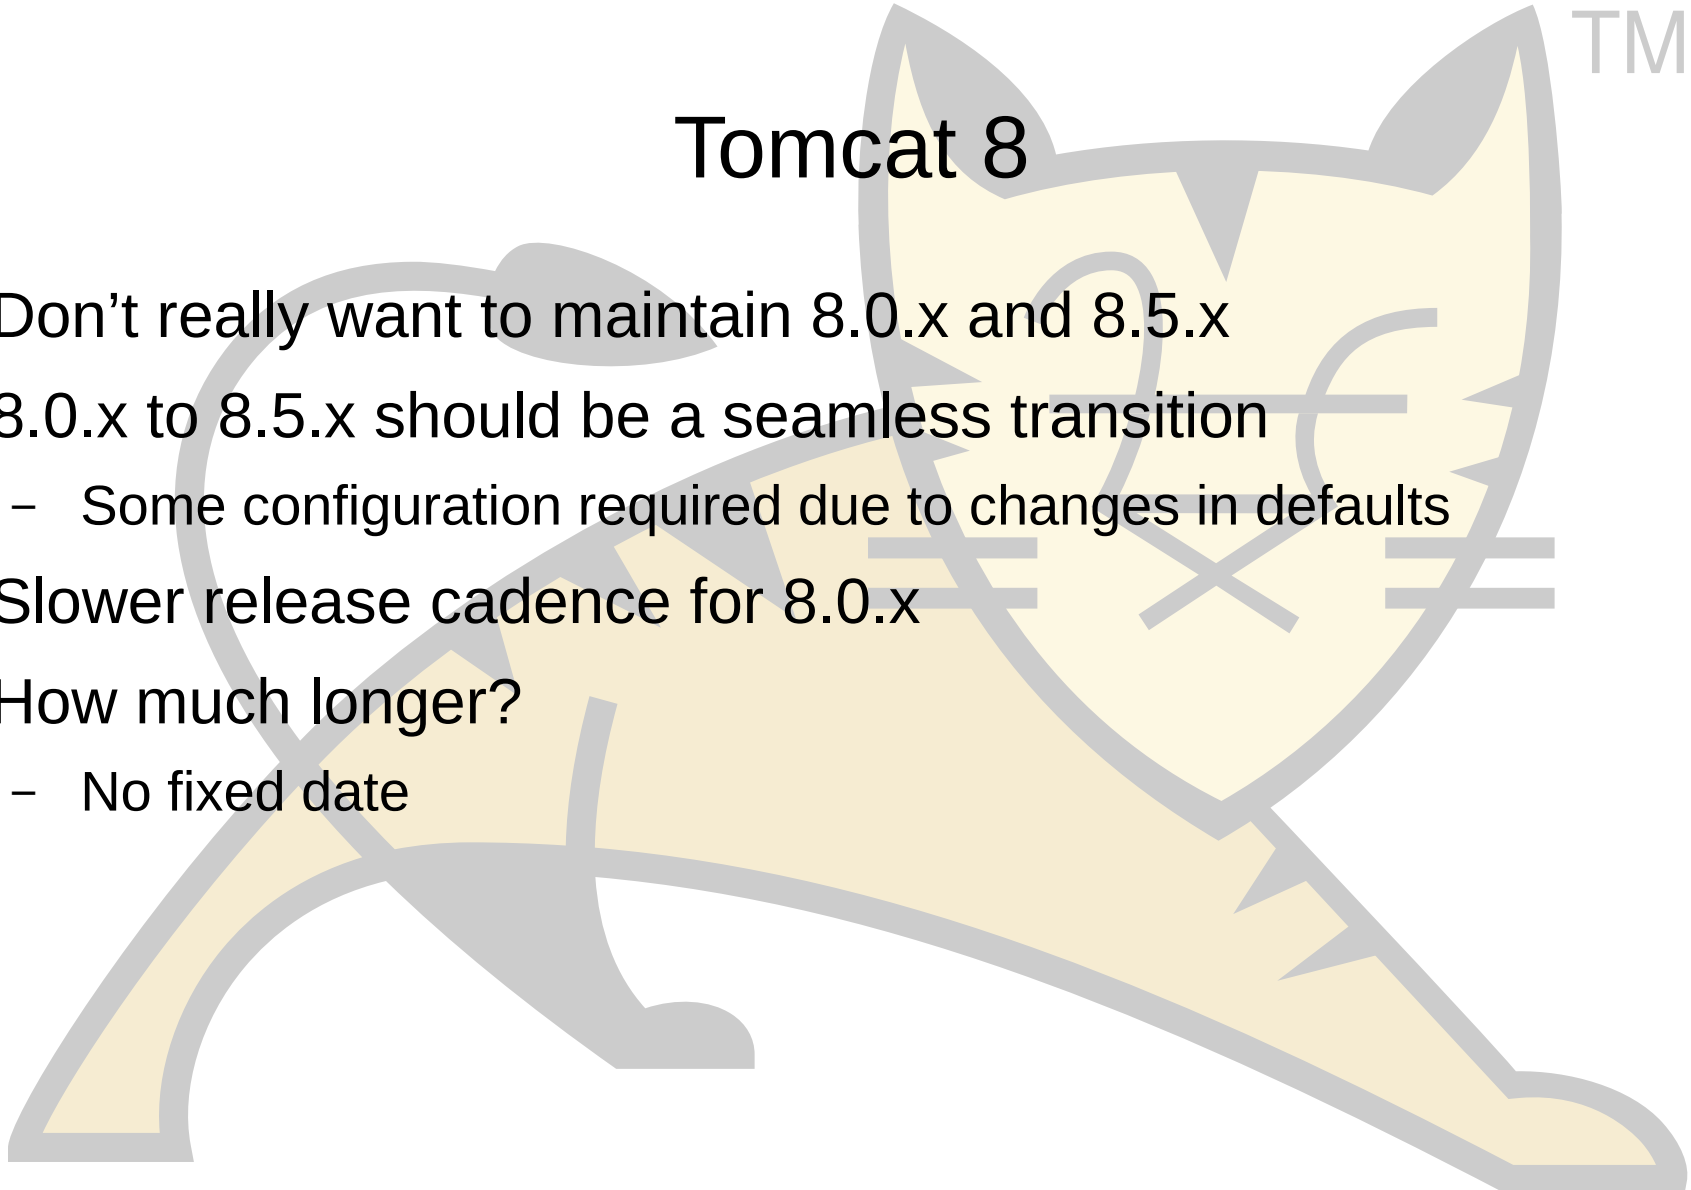 TM
Tomcat 8
Don’t really want to maintain 8.0.x and 8.5.x
8.0.x to 8.5.x should be a seamless transition
– Some configuration required due to changes in defaults
Slower release cadence for 8.0.x
How much longer?
– No fixed date